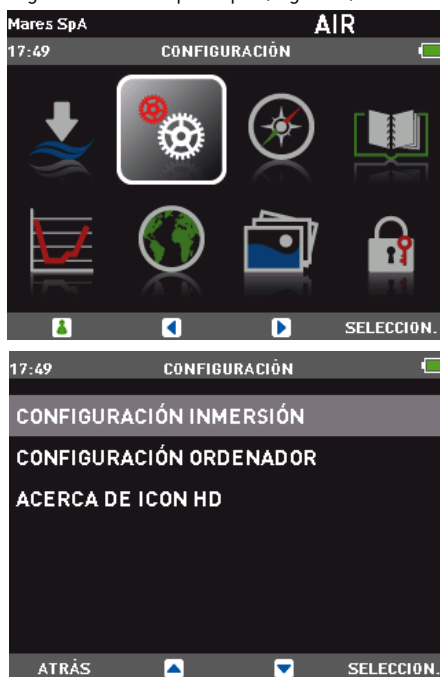 Mares SpA AIR
17:49 CONFIGURACIÓN
SELECCION.
17:49 CONFIGURACIÓN
CONFIGURACIÓN INMERSIÓN
CONFIGURACIÓN ORDENADOR
ACERCA DE ICON HD
ATRÁS SELECCION.